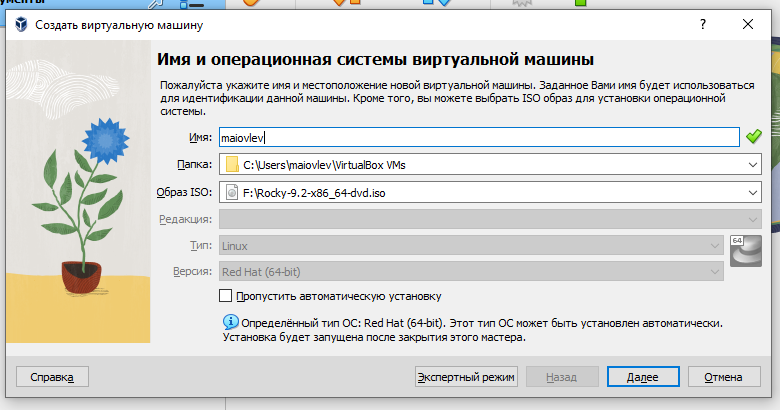 Создать виртуальную машину
Имя и операционная системы виртуальной машины
Пожалуйста укажите имя и местоположение новой виртуальной машины. Заданное Вами имя будет использоваться
для идентификации данной машины. Кроме того, вы можете выбрать ISO образ для установки операционной
системы.
Имя: maiovlev
Папка: C:\Users\maiovlev\VirtualBox VMs
Образ ISO: F:\Rocky-9.2-x86_64-dvd.iso
Редакция:
Тип: Linux 64
Версия: Red Hat (64-bit)
Пропустить автоматическую установку
Определённый тип ОС: Red Hat (64-bit). Этот тип ОС может быть установлен автоматически.
Установка будет запущена после закрытия этого мастера.
Справка Экспертный режим Назад Далее Отмена